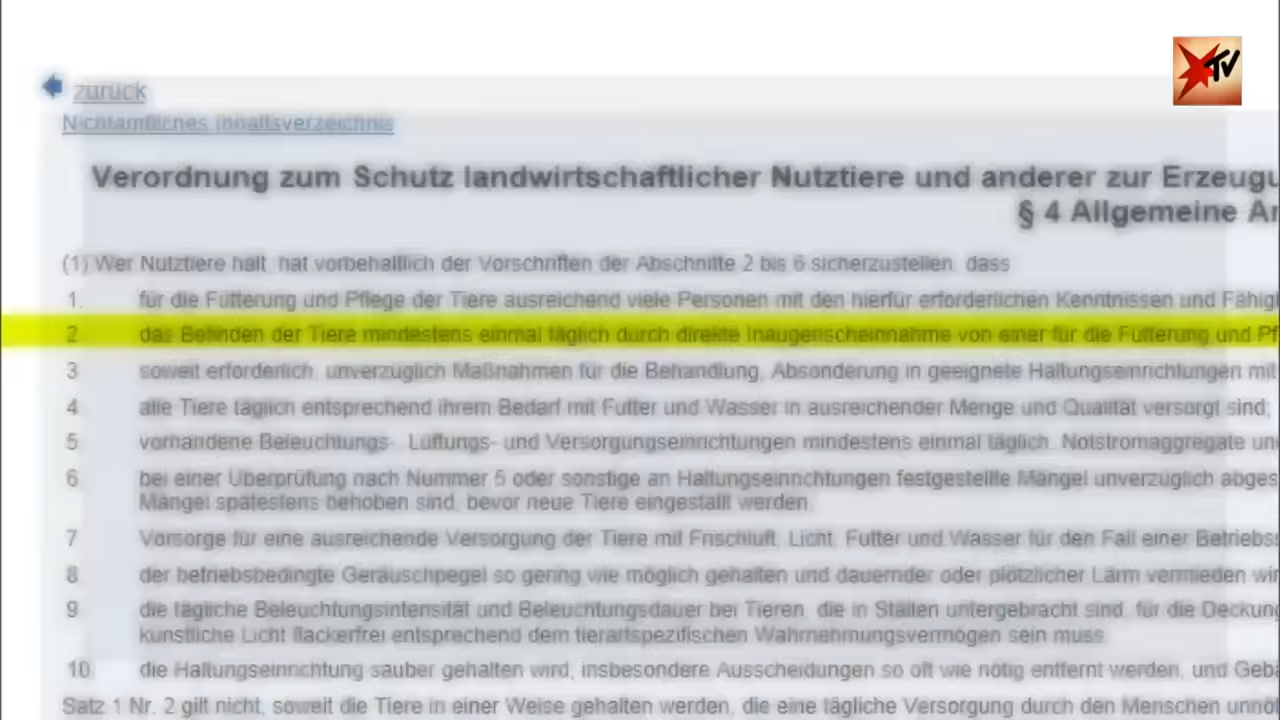 TV
zurück
Nichtamtliches Inhaltsverzeichnis
Verordnung zum Schutz landwirtschaftlicher Nutztiere und anderer zur Erzeugu
§ 4 Allgemeine An
(1) Wer Nutztiere hält, hat vorbehaltlich der Vorschriften der Abschnitte 2 bis 6 sicherzustellen, dass
1. für die Fütterung und Pflege der Tiere ausreichend viele Personen mit den hierfür erforderlichen Kenntnissen und Fähig
2. das Befinden der Tiere mindestens einmal täglich durch direkte Inaugenscheinnahme von einer für die Fütterung und Pf
3. soweit erforderlich, unverzüglich Maßnahmen für die Behandlung, Absonderung in geeignete Haltungseinrichtungen mit
4. alle Tiere täglich entsprechend ihrem Bedarf mit Futter und Wasser in ausreichender Menge und Qualität versorgt sind;
5. vorhandene Beleuchtungs-, Lüftungs- und Versorgungseinrichtungen mindestens einmal täglich, Notstromaggregate un
6. bei einer Überprüfung nach Nummer 5 oder sonstige an Haltungseinrichtungen festgestellte Mängel unverzüglich abges
Mängel spätestens behoben sind, bevor neue Tiere eingestallt werden;
7. Vorsorge für eine ausreichende Versorgung der Tiere mit Frischluft, Licht, Futter und Wasser für den Fall einer Betriebs
8. der betriebsbedingte Geräuschpegel so gering wie möglich gehalten und dauernder oder plötzlicher Lärm vermieden wir
9. die tägliche Beleuchtungsintensität und Beleuchtungsdauer bei Tieren, die in Ställen untergebracht sind, für die Deckung
künstliche Licht flackerfrei entsprechend dem tierartspezifischen Wahrnehmungsvermögen sein muss;
10. die Haltungseinrichtung sauber gehalten wird, insbesondere Ausscheidungen so oft wie nötig entfernt werden, und Geb
Satz 1 Nr. 2 gilt nicht, soweit die Tiere in einer Weise gehalten werden, die eine tägliche Versorgung durch den Menschen unnöt